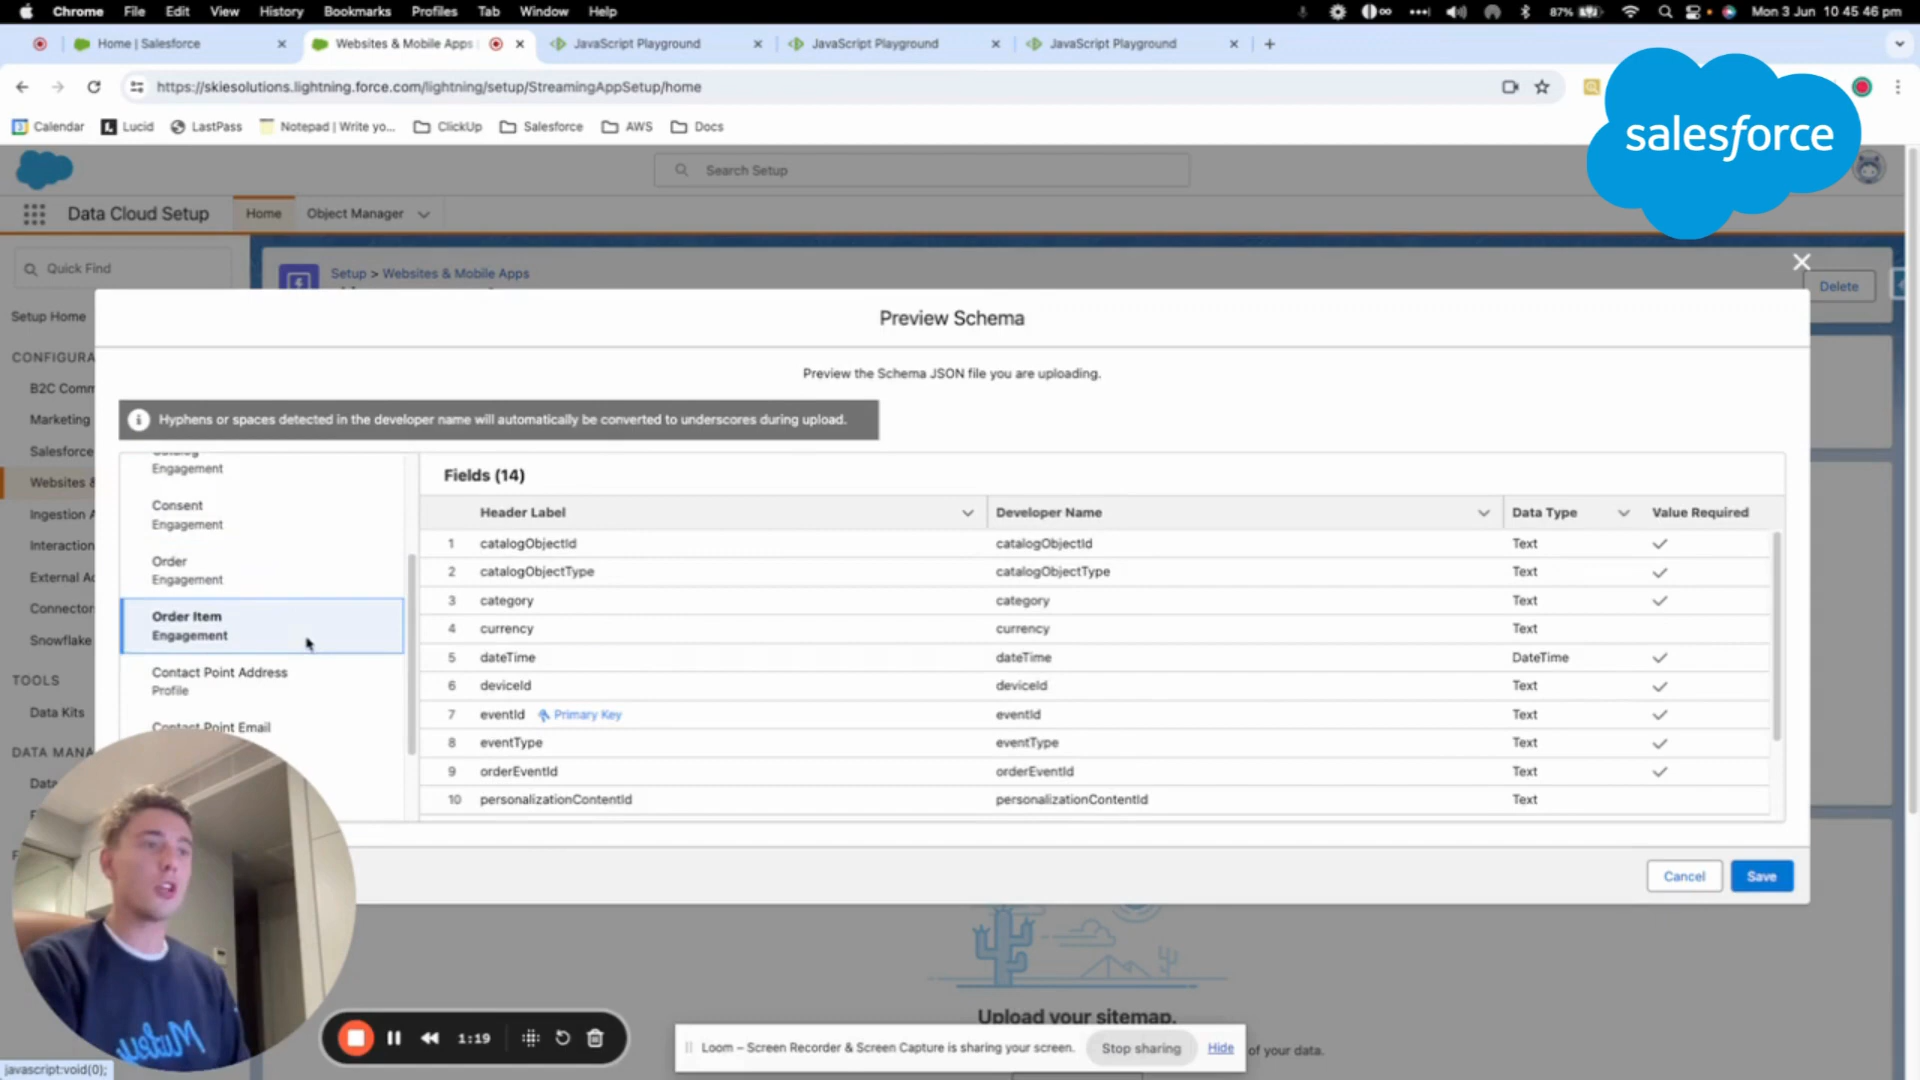 Chrome File Edit View History Bookmarks Profiles Tab Window Help
87% Mon 3 Jun 10 45 46 pm
Home | Salesforce
Websites & Mobile Apps
JavaScript Playground
JavaScript Playground
JavaScript Playground
https://skiesolutions.lightning.force.com/lightning/setup/StreamingAppSetup/home
Calendar Lucid LastPass Notepad | Write yo... ClickUp Salesforce AWS Docs
salesforce
Search Setup
Data Cloud Setup Home Object Manager
Quick Find
Setup > Websites & Mobile Apps
Delete
Setup Home
CONFIGURA
B2C Comm
Marketing
Salesforce
Websites &
Ingestion A
Interaction
External Ac
Connector
Snowflake
TOOLS
Data Kits
DATA MANA
Data
Preview Schema
Preview the Schema JSON file you are uploading.
Hyphens or spaces detected in the developer name will automatically be converted to underscores during upload.
Catalog
Engagement
Consent
Engagement
Order
Engagement
Order Item
Engagement
Contact Point Address
Profile
Contact Point Email
Fields (14)
Header Label Developer Name Data Type Value Required
1 catalogObjectId catalogObjectId Text
2 catalogObjectType catalogObjectType Text
3 category category Text
4 currency currency Text
5 dateTime dateTime DateTime
6 deviceId deviceId Text
7 eventId Primary Key eventId Text
8 eventType eventType Text
9 orderEventId orderEventId Text
10 personalizationContentId personalizationContentId Text
Cancel Save
Upload your sitemap.
of your data.
1:19
Loom – Screen Recorder & Screen Capture is sharing your screen. Stop sharing Hide
javascript:void(0);